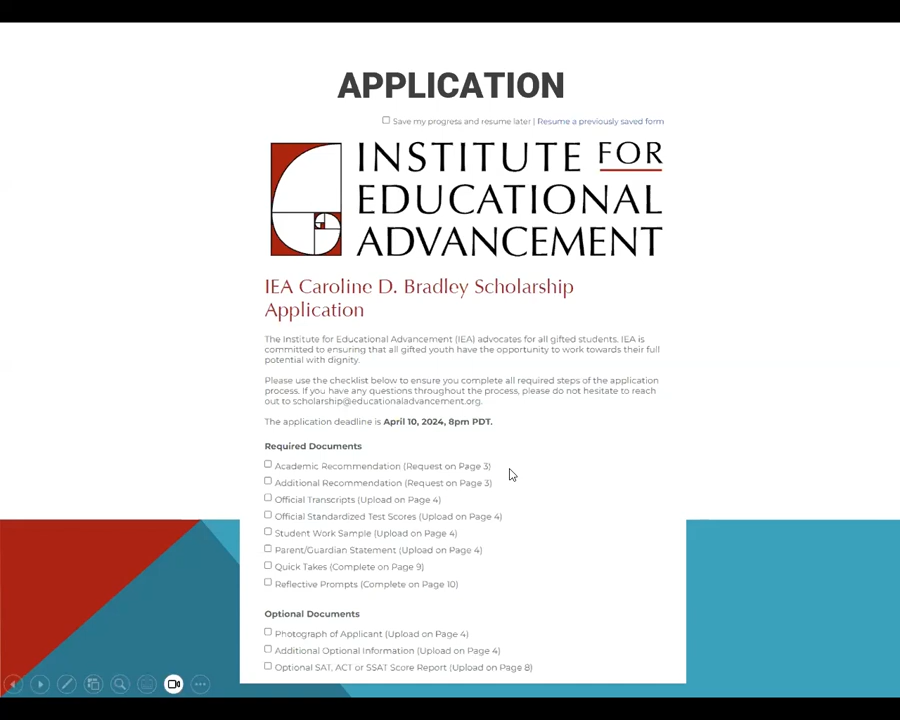 APPLICATION
Save my progress and resume later | Resume a previously saved form
INSTITUTE FOR
EDUCATIONAL
ADVANCEMENT
IEA Caroline D. Bradley Scholarship
Application
The Institute for Educational Advancement (IEA) advocates for all gifted students. IEA is
committed to ensuring that all gifted youth have the opportunity to work towards their full
potential with dignity.
Please use the checklist below to ensure you complete all required steps of the application
process. If you have any questions throughout the process, please do not hesitate to reach
out to scholarship@educationaladvancement.org.
The application deadline is April 10, 2024, 8pm PDT.
Required Documents
Academic Recommendation (Request on Page 3)
Additional Recommendation (Request on Page 3)
Official Transcripts (Upload on Page 4)
Official Standardized Test Scores (Upload on Page 4)
Student Work Sample (Upload on Page 4)
Parent/Guardian Statement (Upload on Page 4)
Quick Takes (Complete on Page 9)
Reflective Prompts (Complete on Page 10)
Optional Documents
Photograph of Applicant (Upload on Page 4)
Additional Optional Information (Upload on Page 4)
Optional SAT, ACT or SSAT Score Report (Upload on Page 8)